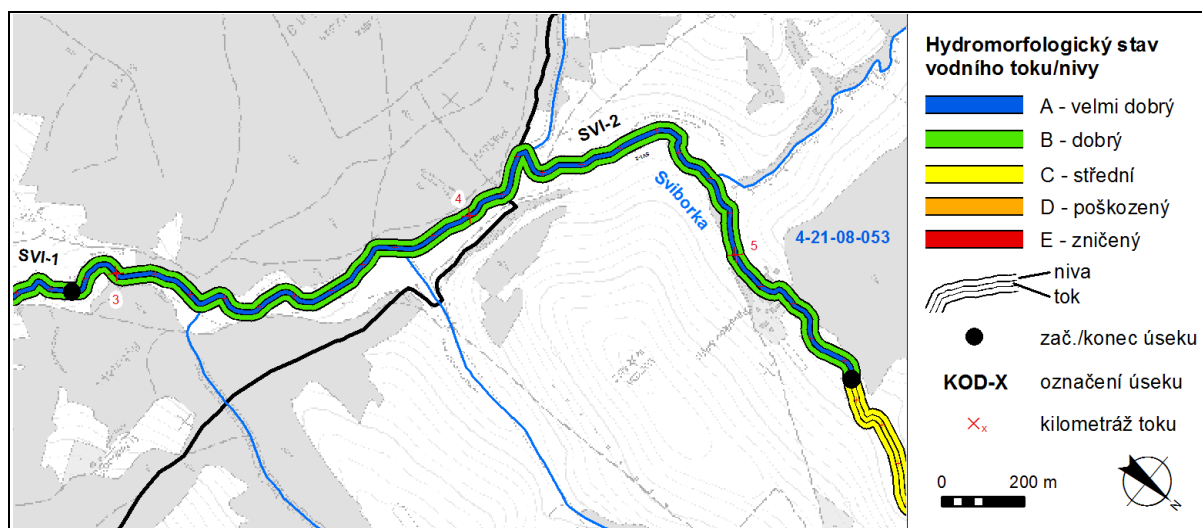 SVI-1
3
4
SVI-2
Sviborka
5
4-21-08-053
Hydromorfologický stav
vodního toku/nivy
A - velmi dobrý
B - dobrý
C - střední
D - poškozený
E - zničený
niva
tok
zač./konec úseku
KOD-X označení úseku
x kilometráž toku
0 200 m
N